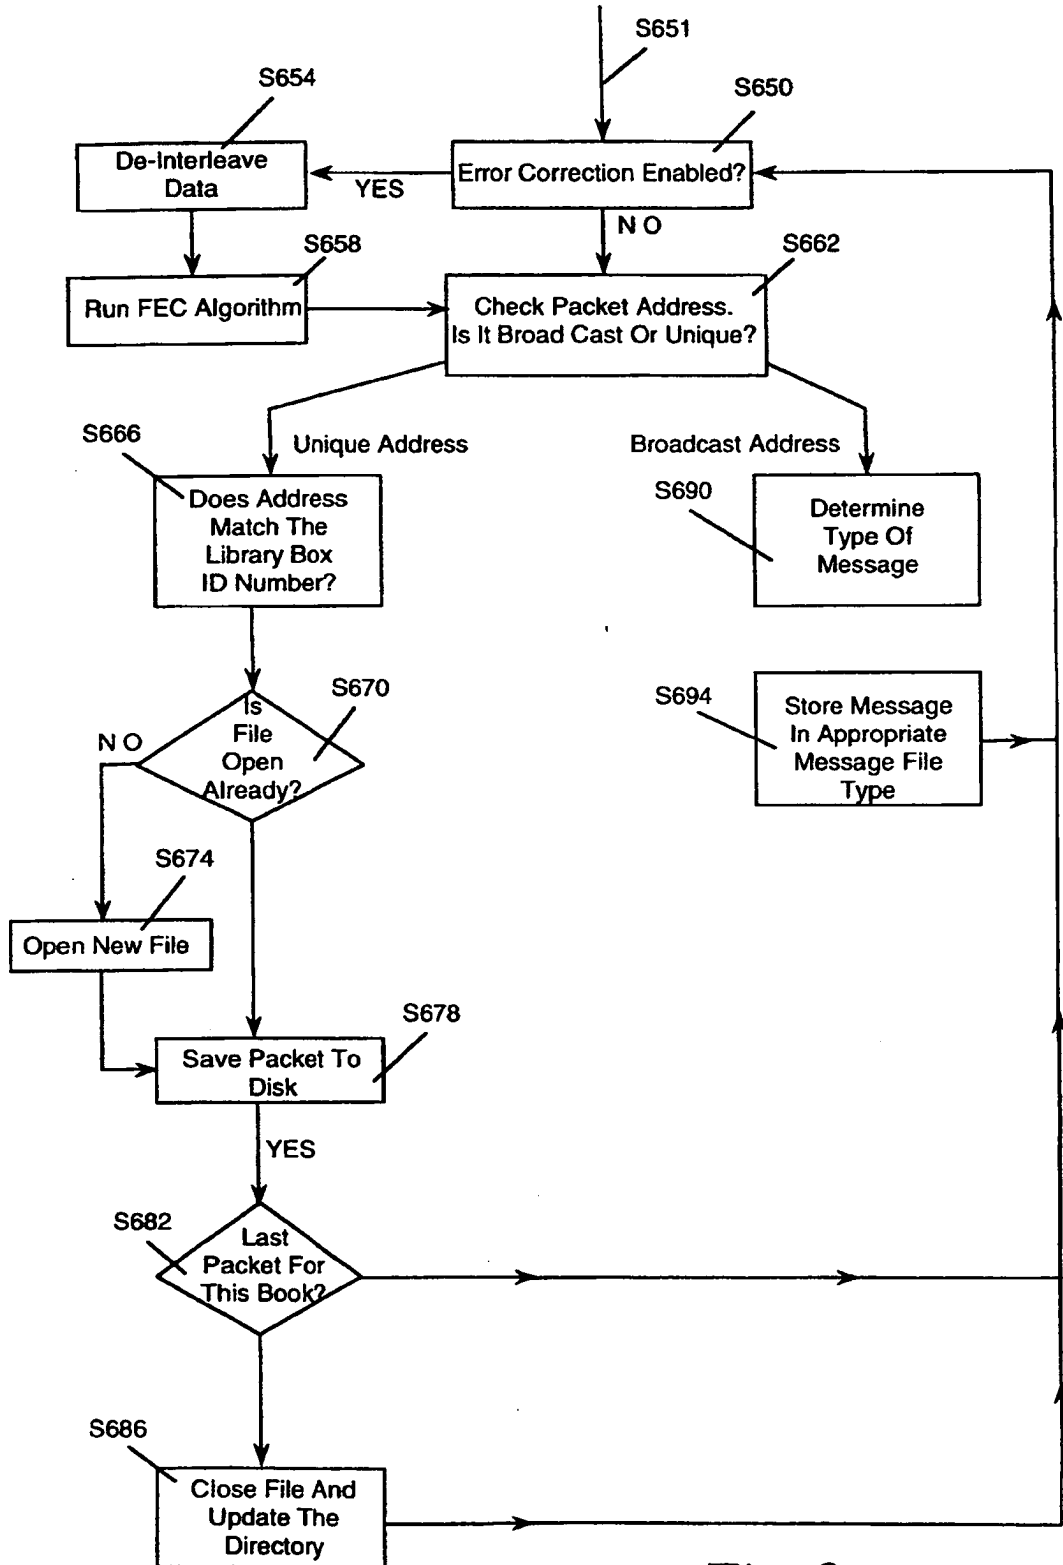 S651
S654
S650
De-Interleave
Data
YES
Error Correction Enabled?
N O
S658
S662
Run FEC Algorithm
Check Packet Address.
Is It Broad Cast Or Unique?
S666
Unique Address
Broadcast Address
Does Address
Match The
Library Box
ID Number?
S690
Determine
Type Of
Message
S670
Is
File
Open
Already?
N O
S694
Store Message
In Appropriate
Message File
Type
S674
Open New File
S678
Save Packet To
Disk
YES
S682
Last
Packet For
This Book?
S686
Close File And
Update The
Directory